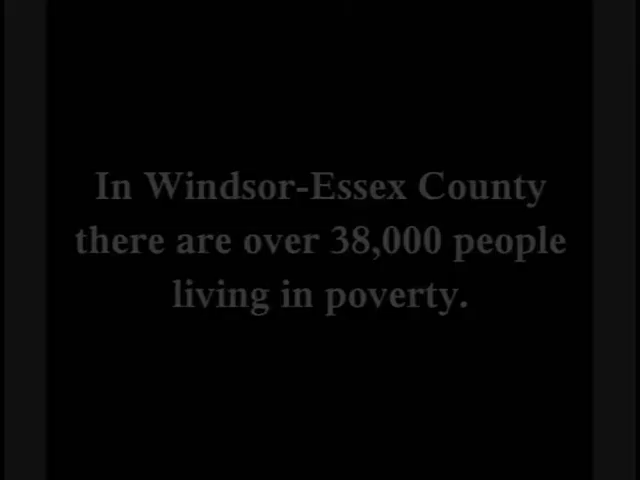 In Windsor-Essex County
there are over 38,000 people
living in poverty.